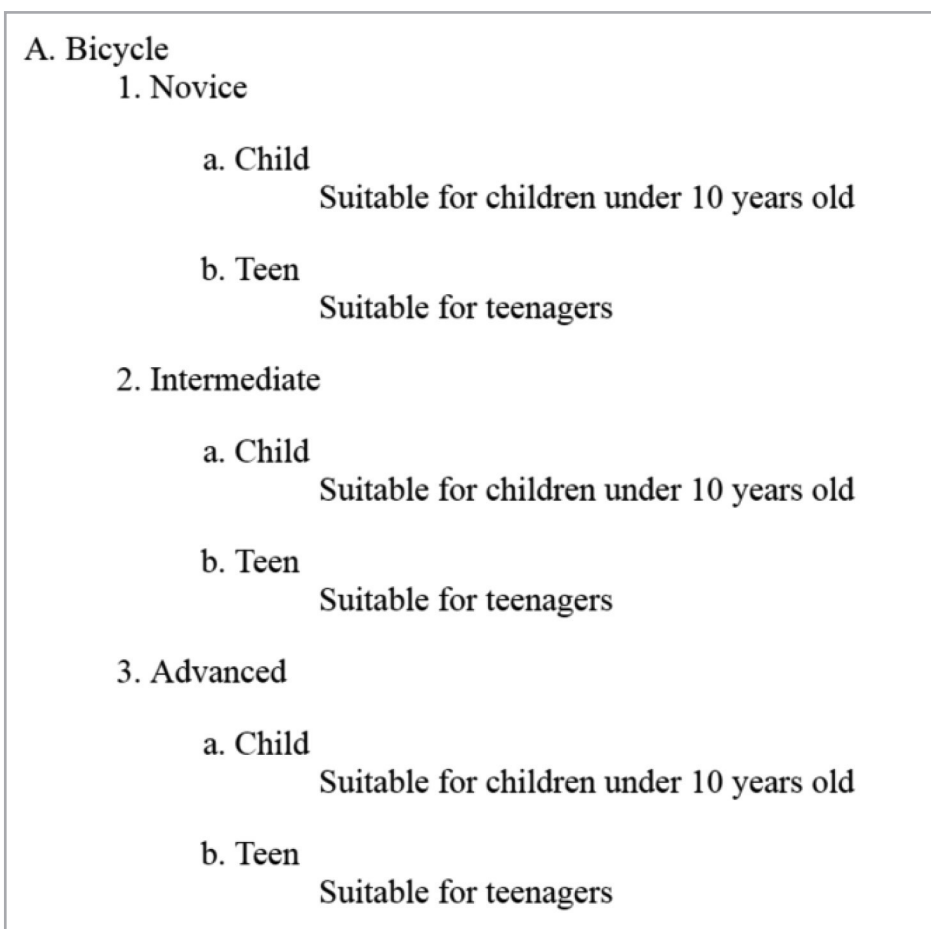 A. Bicycle
1. Novice
a. Child
Suitable for children under 10 years old
b. Teen
Suitable for teenagers
2. Intermediate
a. Child
Suitable for children under 10 years old
b. Teen
Suitable for teenagers
3. Advanced
a. Child
Suitable for children under 10 years old
b. Teen
Suitable for teenagers